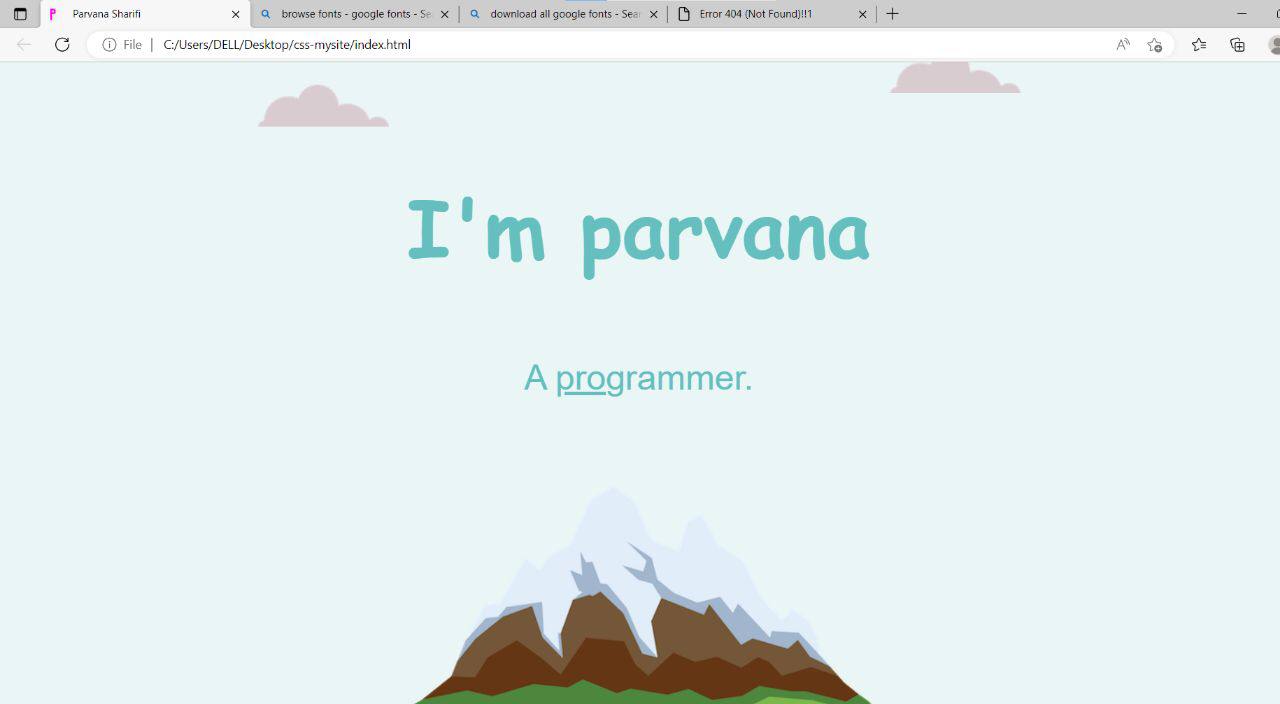 Parvana Sharifi
browse fonts - google fonts - Se
download all google fonts - Sear
Error 404 (Not Found)!!1
File
C:/Users/DELL/Desktop/css-mysite/index.html
I'm parvana
A programmer.